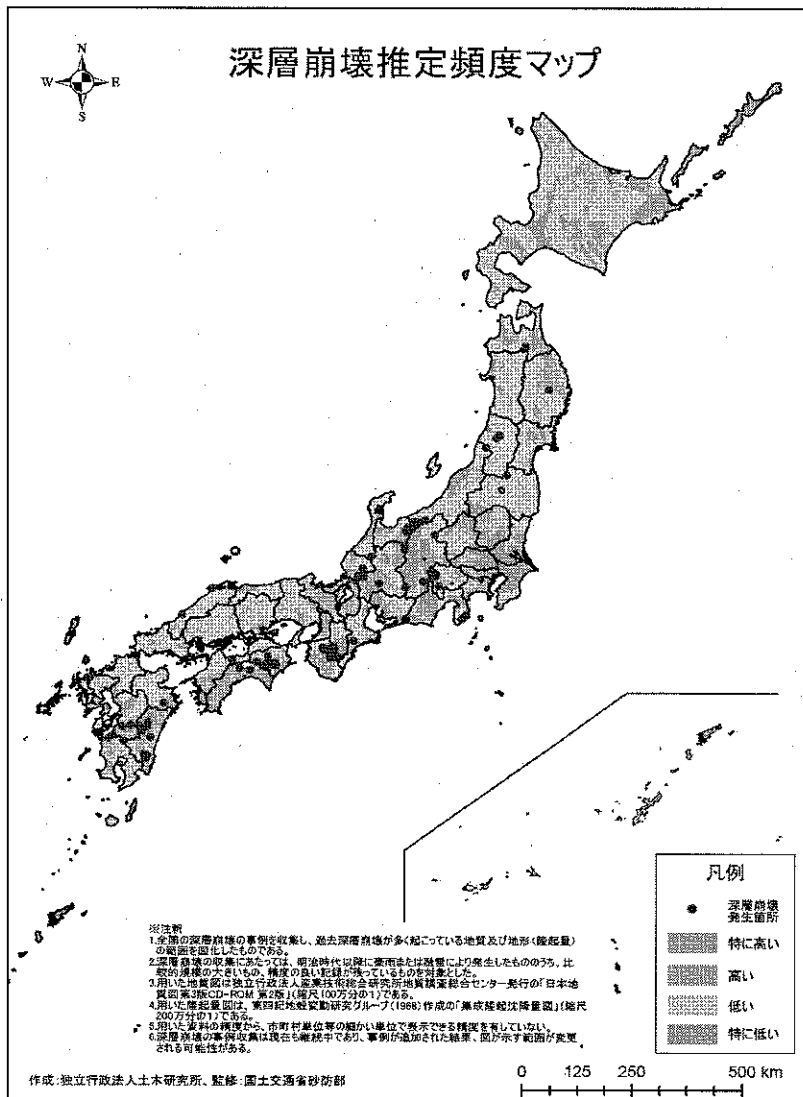 深層崩壊推定頻度マップ
N
W E
S
凡例
深層崩壊
発生箇所
特に高い
高い
低い
特に低い
※注釈
1.全国の深層崩壊の事例を収集し、過去深層崩壊が多く起こっている地質及び地形(隆起量)
の範囲を図化したものである。
2.深層崩壊の収集にあたっては、明治時代以降に豪雨または融雪により発生したもののうち、比
較的規模の大きいもの、精度の良い記録が残っているものを対象とした。
3.用いた地質図は独立行政法人産業技術総合研究所地質調査総合センター発行の「日本地
質図第3版CD-ROM 第2版」(縮尺100万分の1)である。
4.用いた隆起量図は、第四紀地殻変動研究グループ(1968)作成の「集成隆起沈降量図」(縮尺
200万分の1)である。
5.用いた資料の精度から、市町村単位等の細かい単位で表示できる精度を有していない。
6.深層崩壊の事例収集は現在も継続中であり、事例が追加された結果、図が示す範囲が変更
される可能性がある。
作成:独立行政法人土木研究所、監修:国土交通省砂防部
0 125 250 500 km